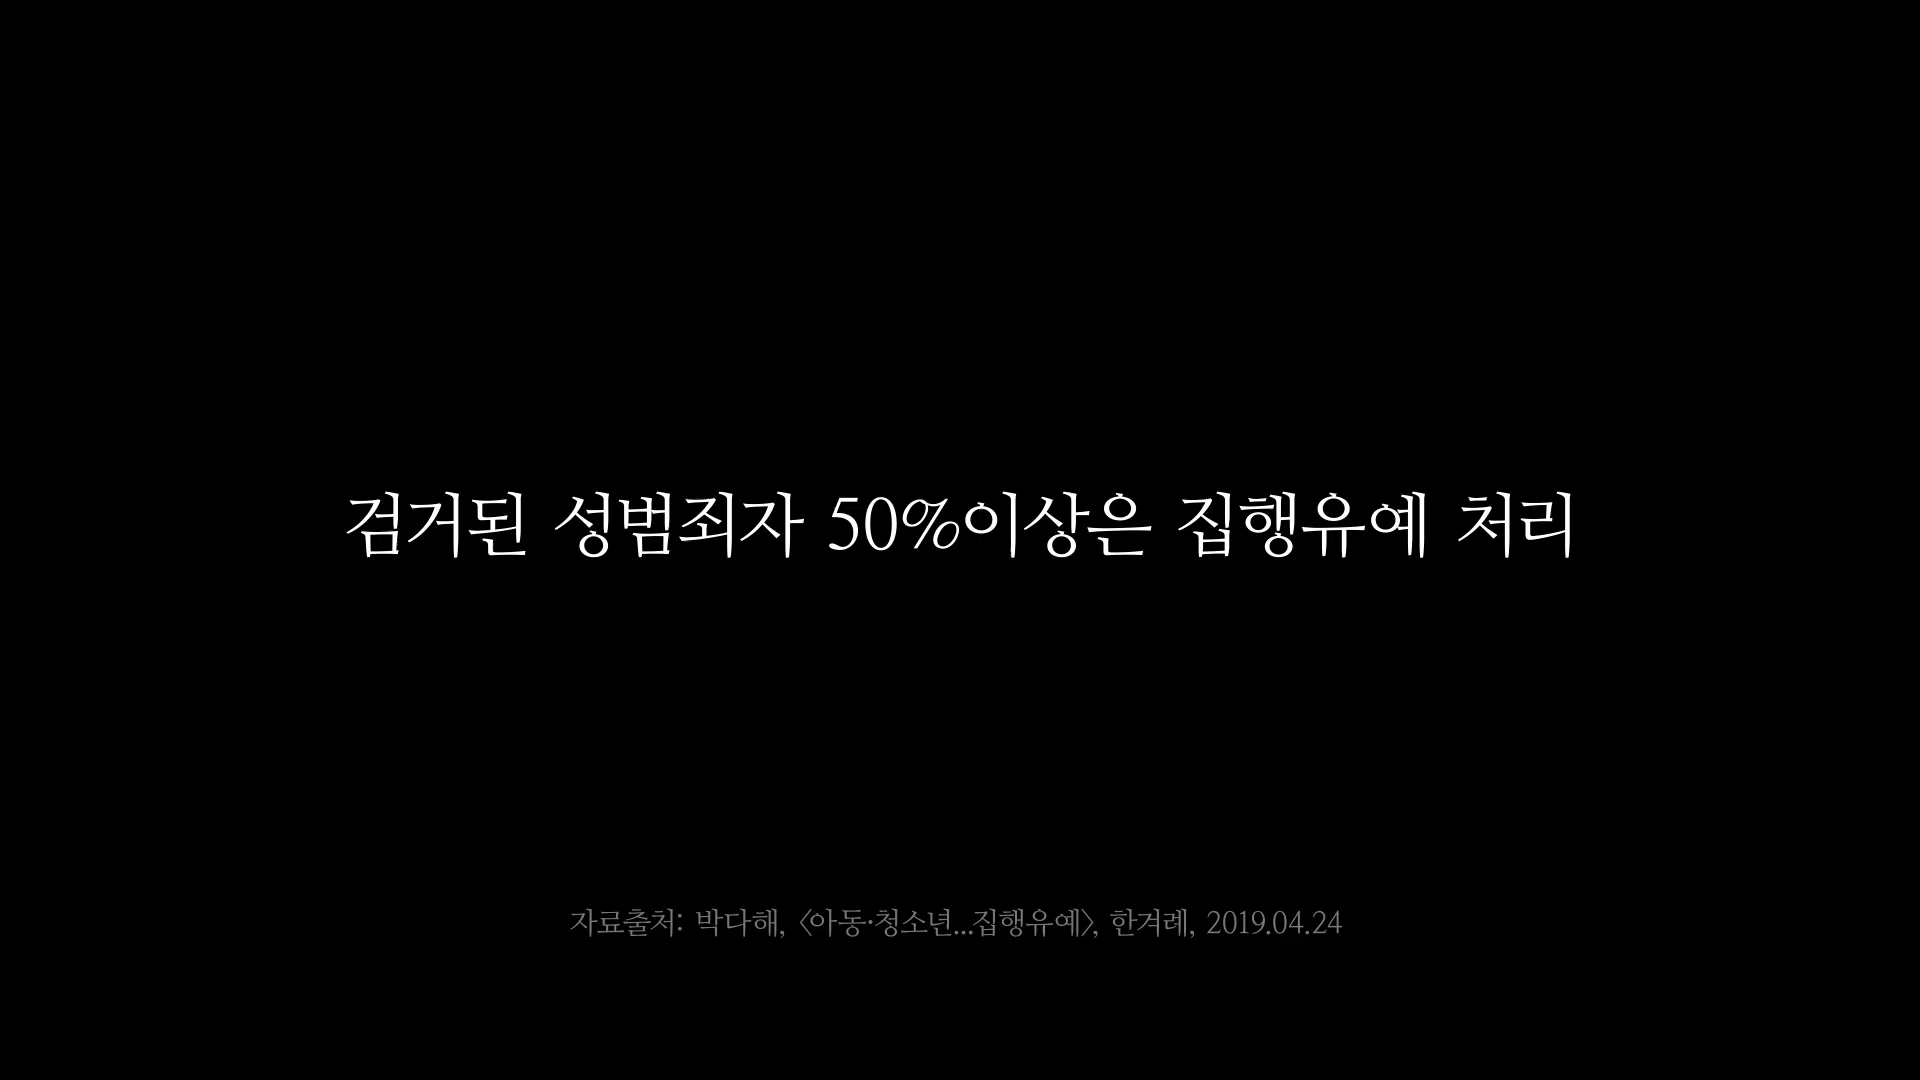 검거된 성범죄자 50%이상은 집행유예 처리
자료출처: 박다해, <아동·청소년...집행유예>, 한겨례, 2019.04.24